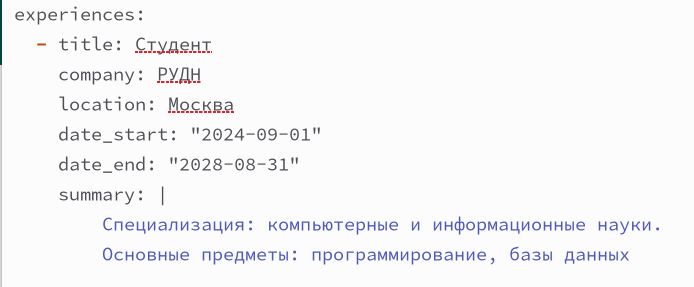 experiences:
- title: Студент
company: РУДН
location: Москва
date_start: "2024-09-01"
date_end: "2028-08-31"
summary: |
Специализация: компьютерные и информационные науки.
Основные предметы: программирование, базы данных